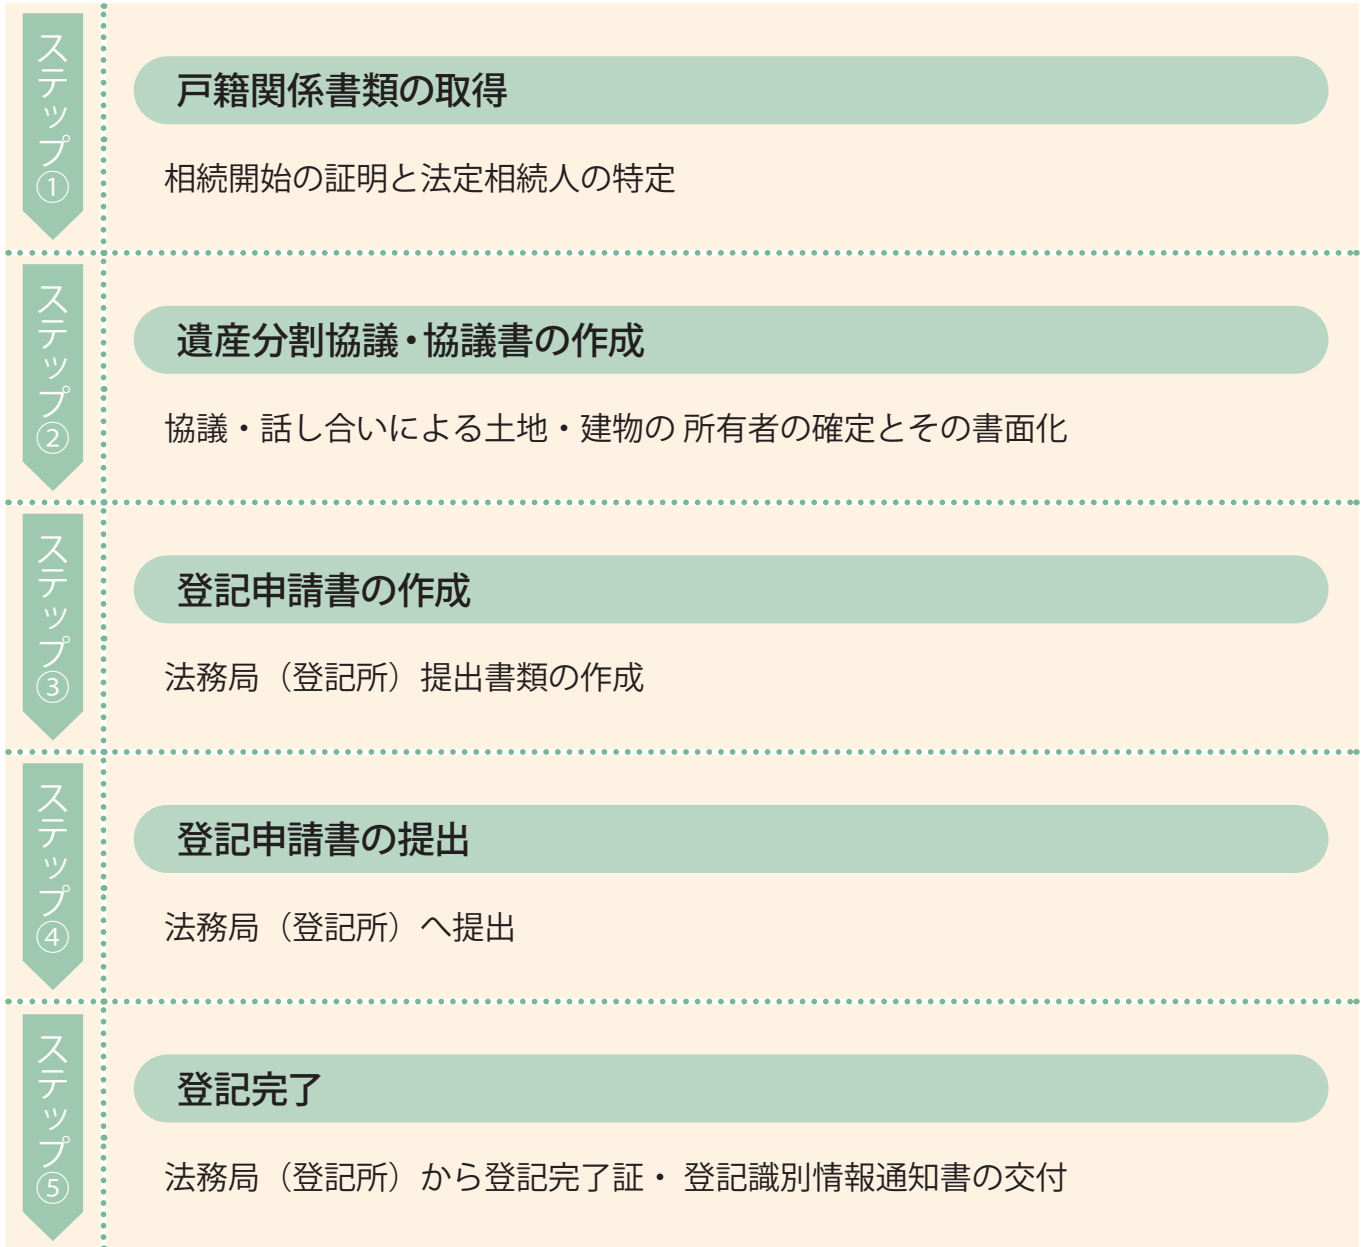 ステップ①
戸籍関係書類の取得
相続開始の証明と法定相続人の特定
ステップ②
遺産分割協議・協議書の作成
協議・話し合いによる土地・建物の 所有者の確定とその書面化
ステップ③
登記申請書の作成
法務局（登記所）提出書類の作成
ステップ④
登記申請書の提出
法務局（登記所）へ提出
ステップ⑤
登記完了
法務局（登記所）から登記完了証・ 登記識別情報通知書の交付